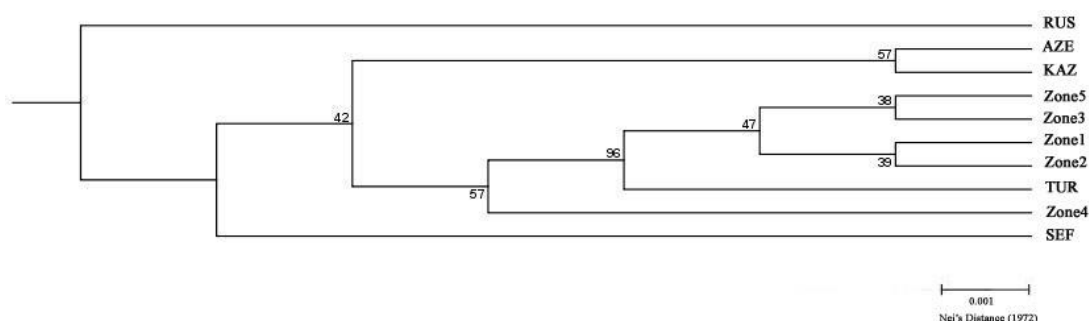 RUS
AZE
57
KAZ
Zone5
38
Zone3
47
42
Zone1
96
39
Zone2
TUR
57
Zone4
SEF
0.001
Nei's Distance (1972)